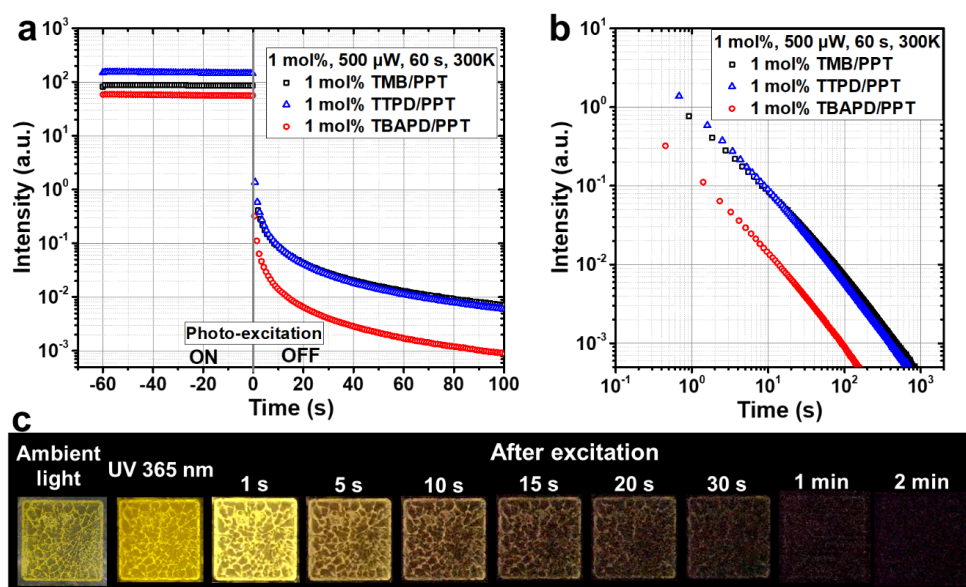 a
10³
10²
10¹
10⁰
10⁻¹
10⁻²
10⁻³
Intensity (a.u.)
1 mol%, 500 µW, 60 s, 300K
1 mol% TMB/PPT
1 mol% TTPD/PPT
1 mol% TBAPD/PPT
Photo-excitation
ON OFF
-60 -40 -20 0 20 40 60 80 100
Time (s)
b
10¹
10⁰
10⁻¹
10⁻²
10⁻³
Intensity (a.u.)
1 mol%, 500 µW, 60 s, 300K
1 mol% TMB/PPT
1 mol% TTPD/PPT
1 mol% TBAPD/PPT
10⁻¹ 10⁰ 10¹ 10² 10³
Time (s)
c
Ambient
light
UV 365 nm
After excitation
1 s 5 s 10 s 15 s 20 s 30 s 1 min 2 min